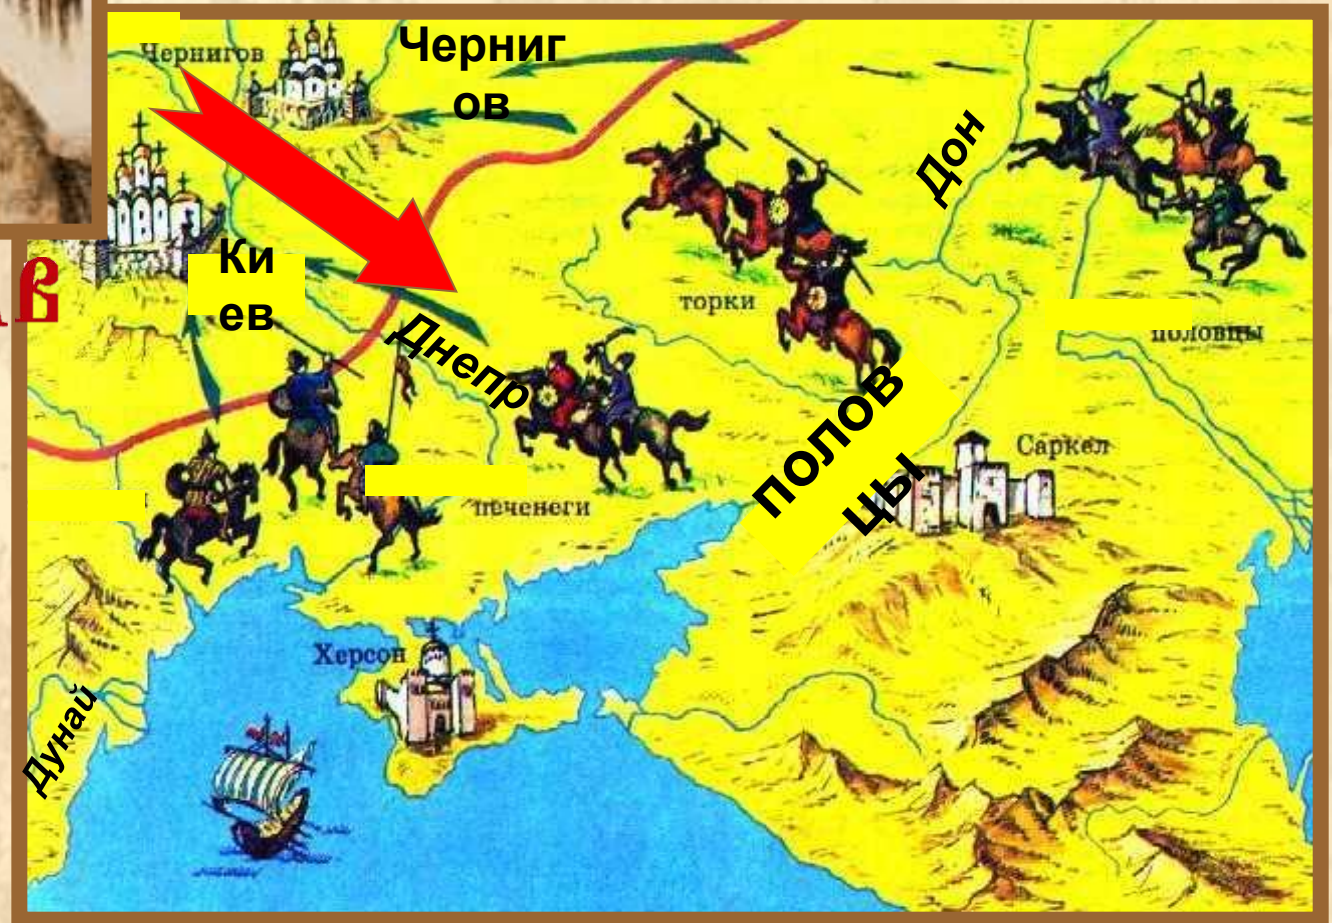 Чернигов
Черниг
ов
Дон
Ки
ев
В
Днепр
торки
половцы
полов
цы
Саркел
печенеги
Херсон
Дунай